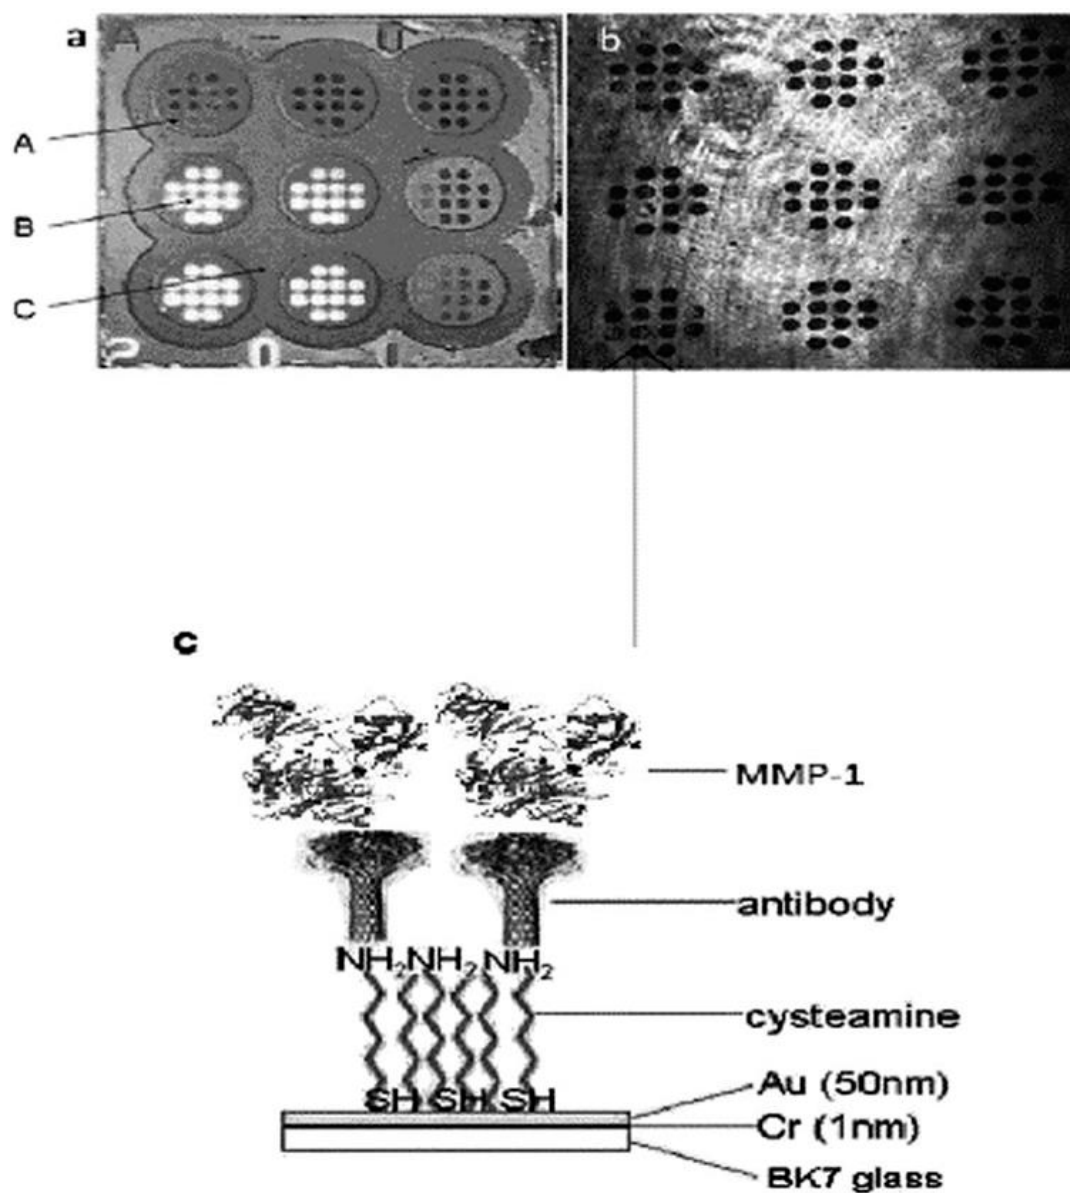 a
b
A
B
C
c
MMP-1
antibody
NH₂NH₂NH₂
cysteamine
SH SH SH
Au (50nm)
Cr (1nm)
BK7 glass